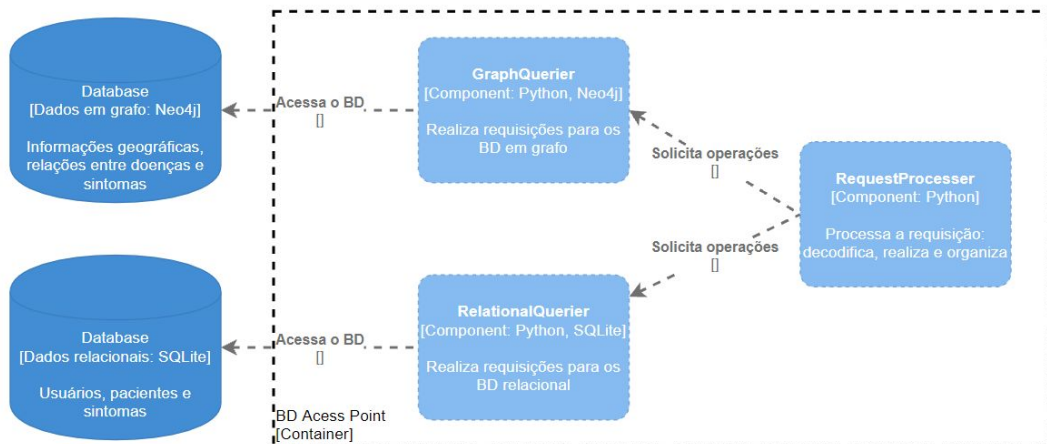 Database
[Dados em grafo: Neo4j]
Informações geográficas,
relações entre doenças e
sintomas
Acessa o BD
[]
GraphQuerier
[Component: Python, Neo4j]
Realiza requisições para os
BD em grafo
Solicita operações
[]
RequestProcesser
[Component: Python]
Processa a requisição:
decodifica, realiza e organiza
Solicita operações
[]
Database
[Dados relacionais: SQLite]
Usuários, pacientes e
sintomas
Acessa o BD
[]
RelationalQuerier
[Component: Python, SQLite]
Realiza requisições para os
BD relacional
BD Acess Point
[Container]